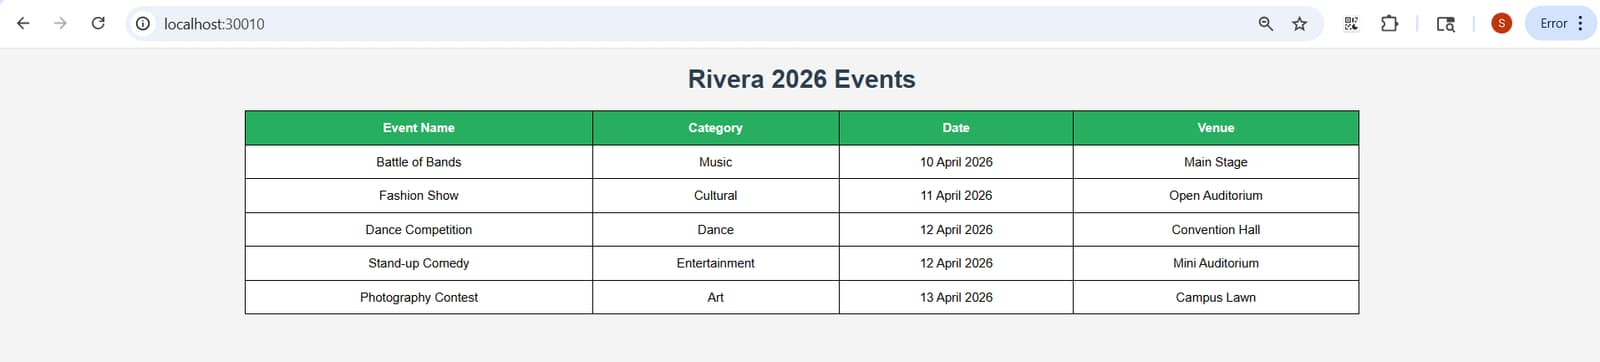 localhost:30010
S
Error
Rivera 2026 Events
Event Name Category Date Venue
Battle of Bands Music 10 April 2026 Main Stage
Fashion Show Cultural 11 April 2026 Open Auditorium
Dance Competition Dance 12 April 2026 Convention Hall
Stand-up Comedy Entertainment 12 April 2026 Mini Auditorium
Photography Contest Art 13 April 2026 Campus Lawn